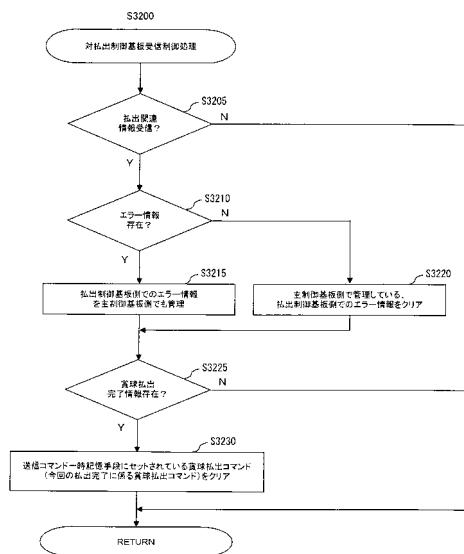 S3200
対払出制御基板受信制御処理
S3205
払出関連
情報受信?
N
Y
S3210
エラー情報
存在?
N
Y
S3215
払出制御基板側でのエラー情報
を主制御基板側でも管理
S3220
主制御基板側で管理している、
払出制御基板側でのエラー情報をクリア
S3225
賞球払出
完了情報存在?
N
Y
S3230
送信コマンド一時記憶手段にセットされている賞球払出コマンド
(今回の払出完了に係る賞球払出コマンド)をクリア
RETURN